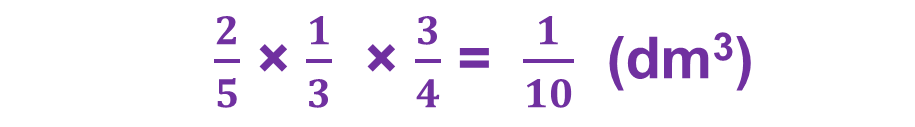 2/5 × 1/3 × 3/4 = 1/10 (dm³)